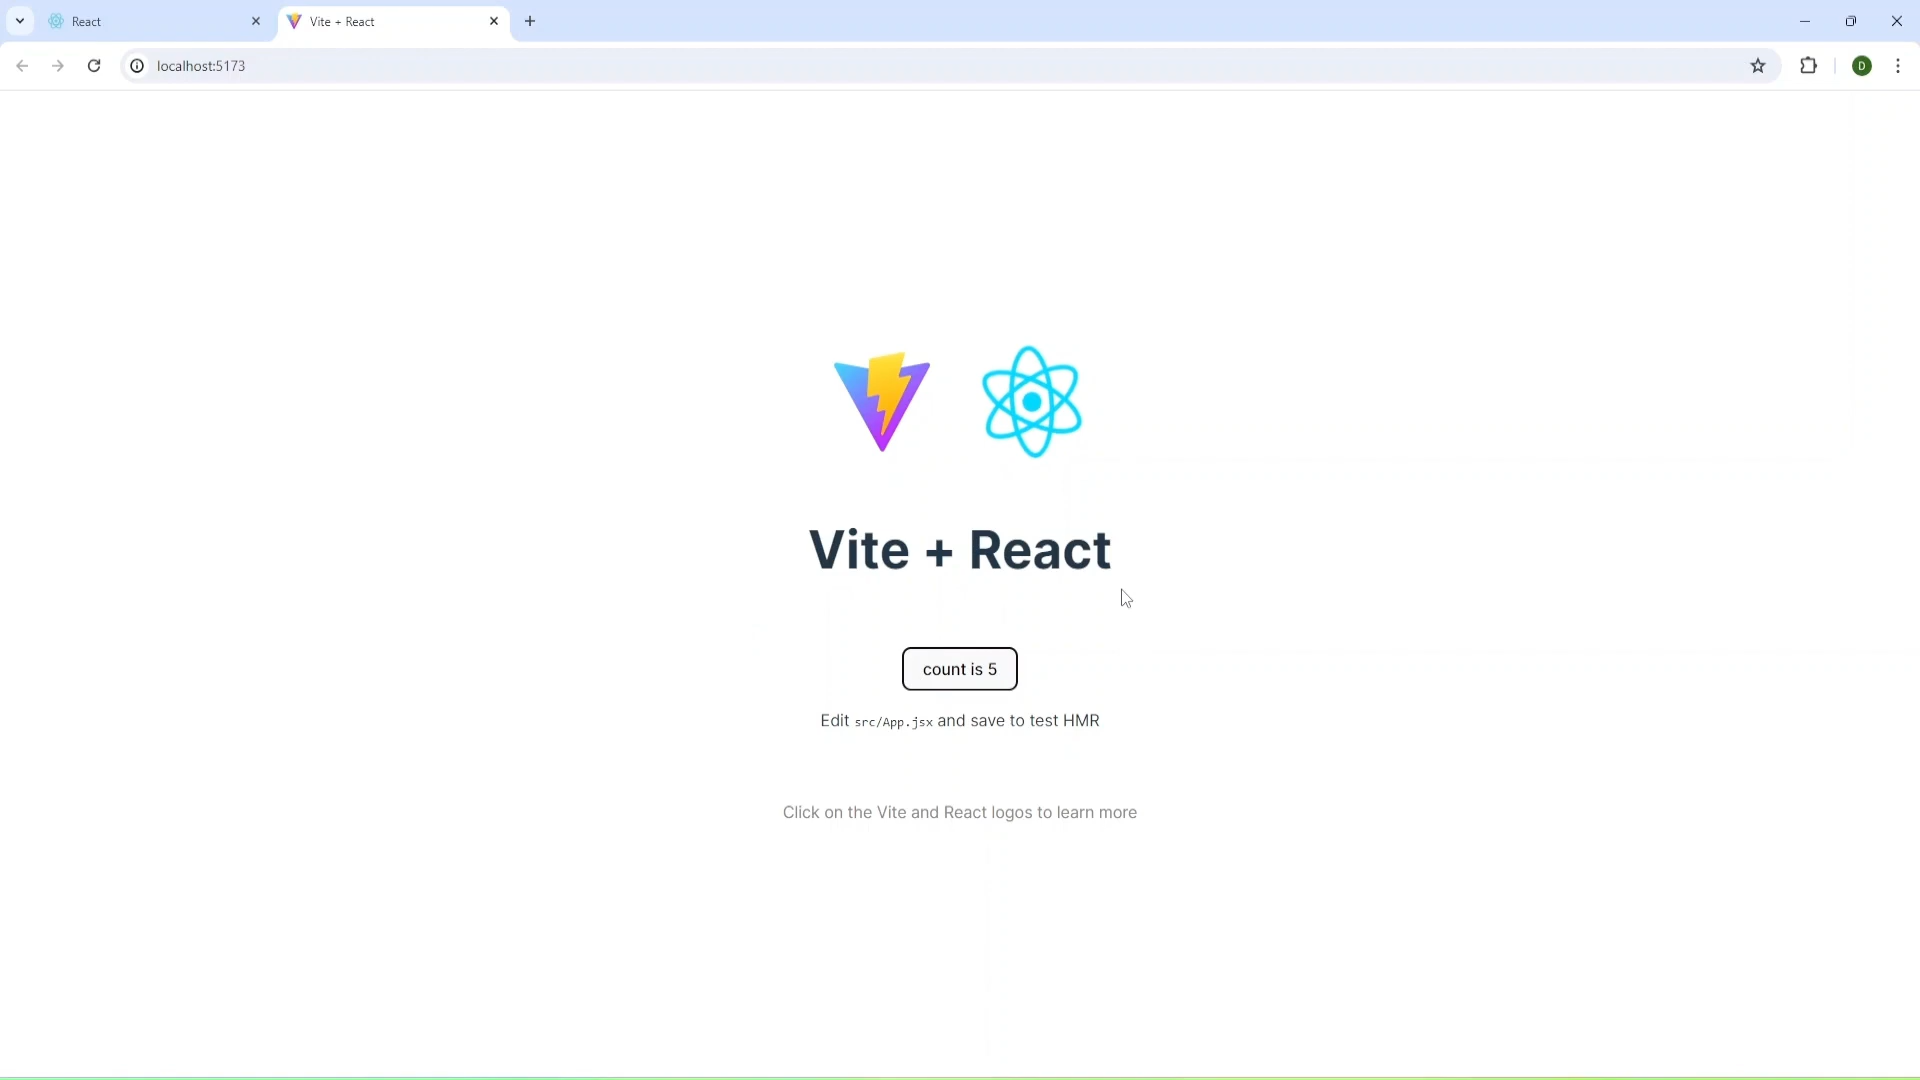 React
Vite + React
localhost:5173
D
Vite + React
count is 5
Edit src/App.jsx and save to test HMR
Click on the Vite and React logos to learn more